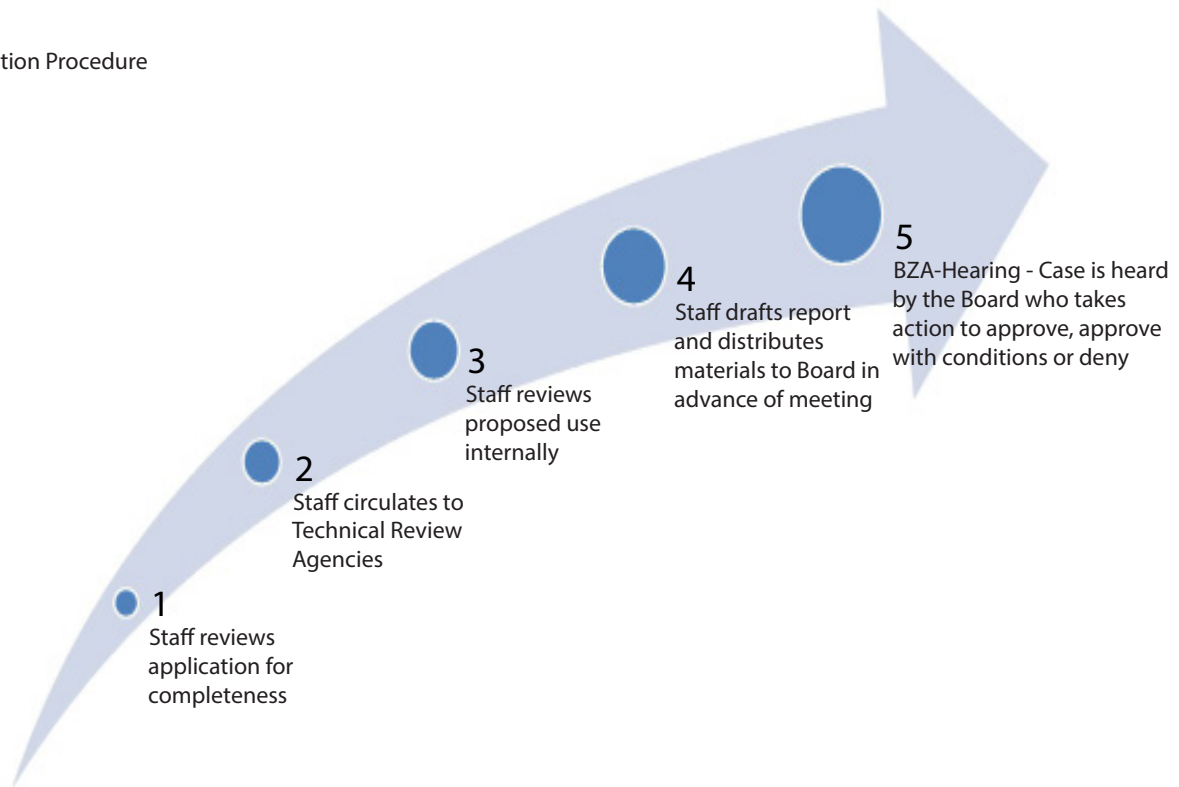 tion Procedure
1
Staff reviews
application for
completeness
2
Staff circulates to
Technical Review
Agencies
3
Staff reviews
proposed use
internally
4
Staff drafts report
and distributes
materials to Board in
advance of meeting
5
BZA-Hearing - Case is heard
by the Board who takes
action to approve, approve
with conditions or deny